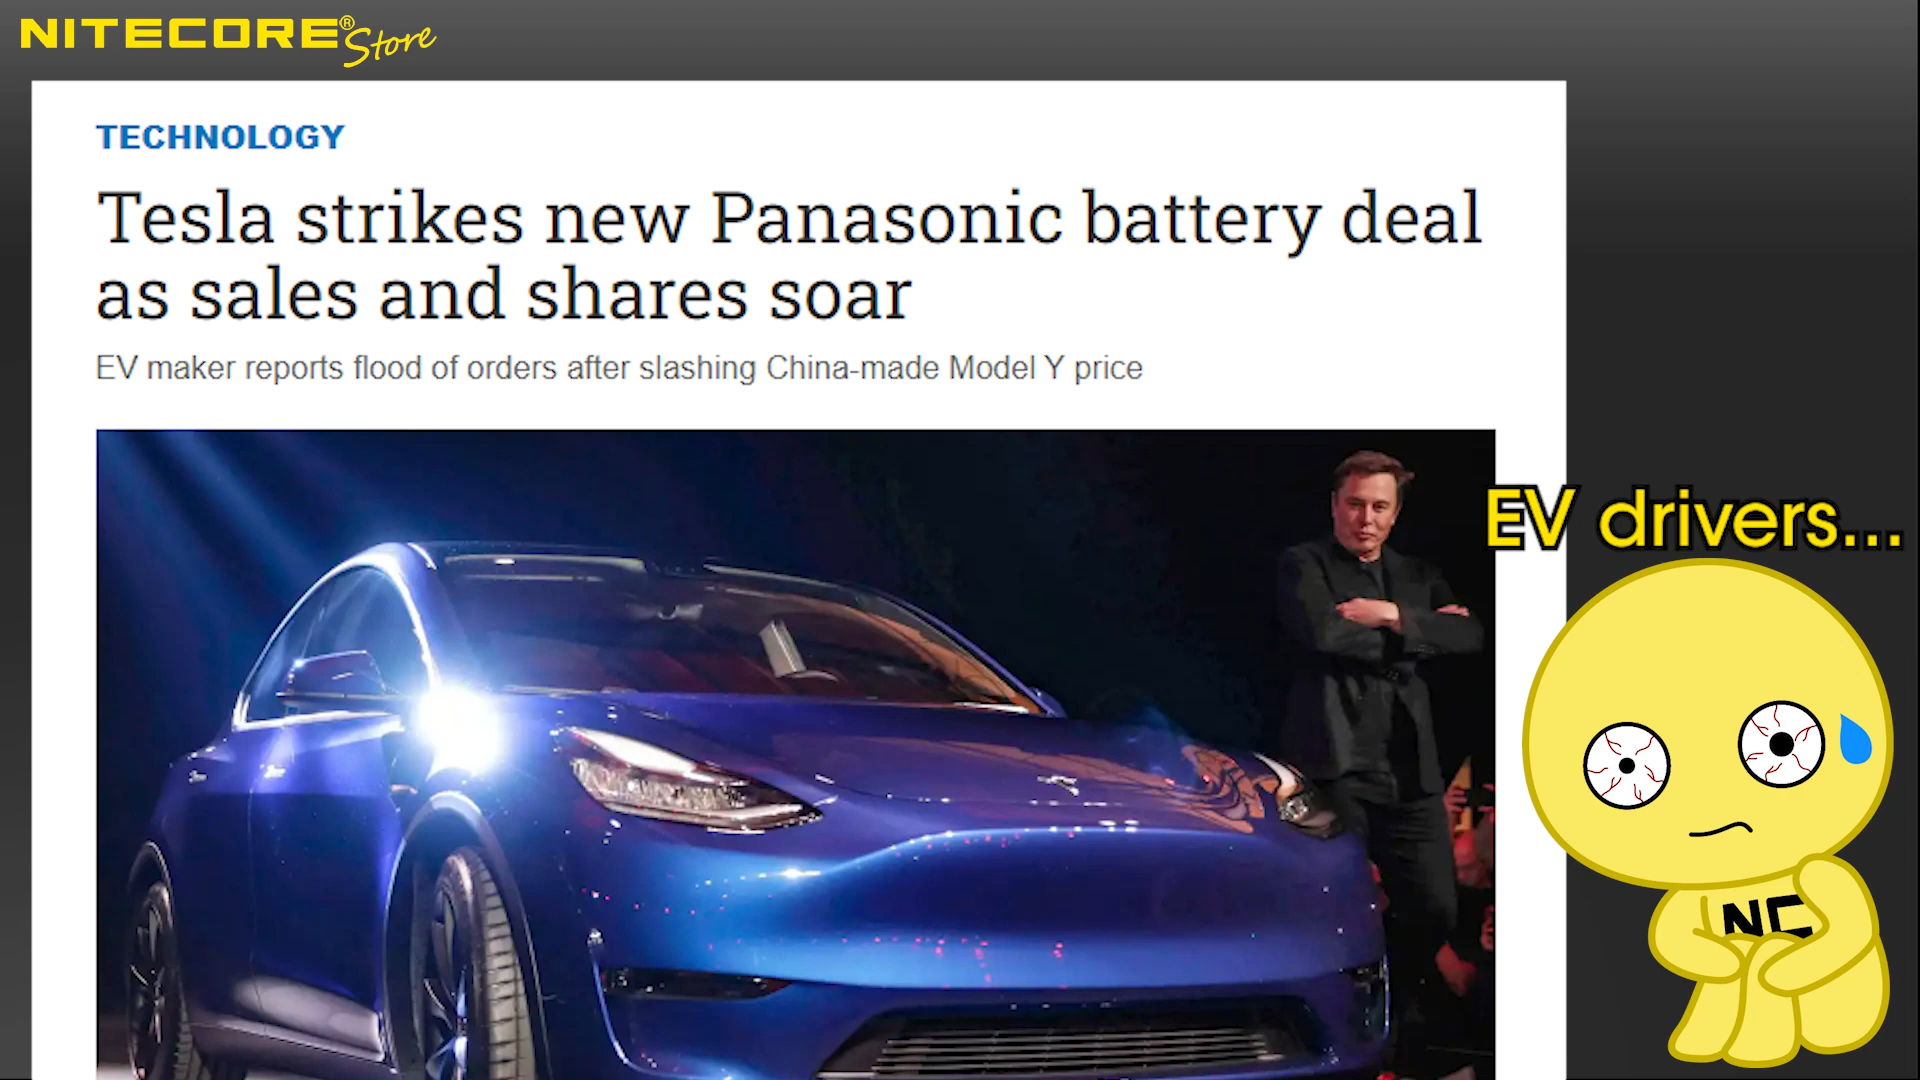 NITECORE® Store
TECHNOLOGY
Tesla strikes new Panasonic battery deal
as sales and shares soar
EV maker reports flood of orders after slashing China-made Model Y price
EV drivers...
NC